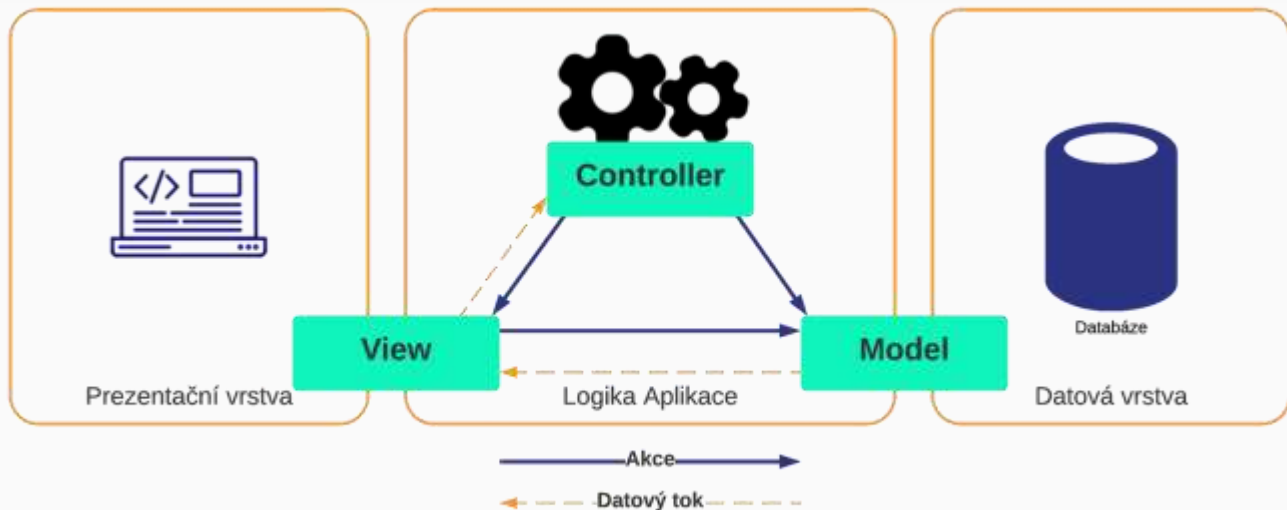 Controller
View
Model
Databáze
Prezentační vrstva
Logika Aplikace
Datová vrstva
Akce
Datový tok